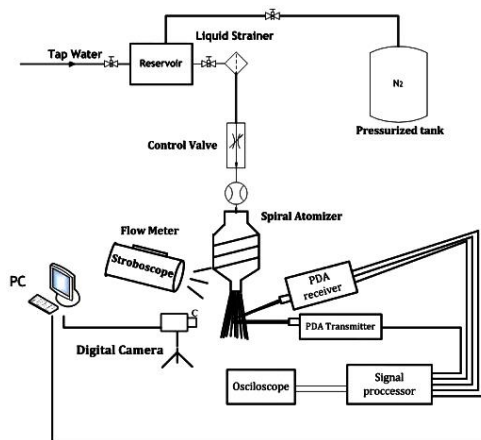 Liquid Strainer
Tap Water
Reservoir
N₂
Pressurized tank
Control Valve
Spiral Atomizer
Flow Meter
Stroboscope
PC
PDA
receiver
C
PDA Transmitter
Digital Camera
Osciloscope
Signal
proccessor